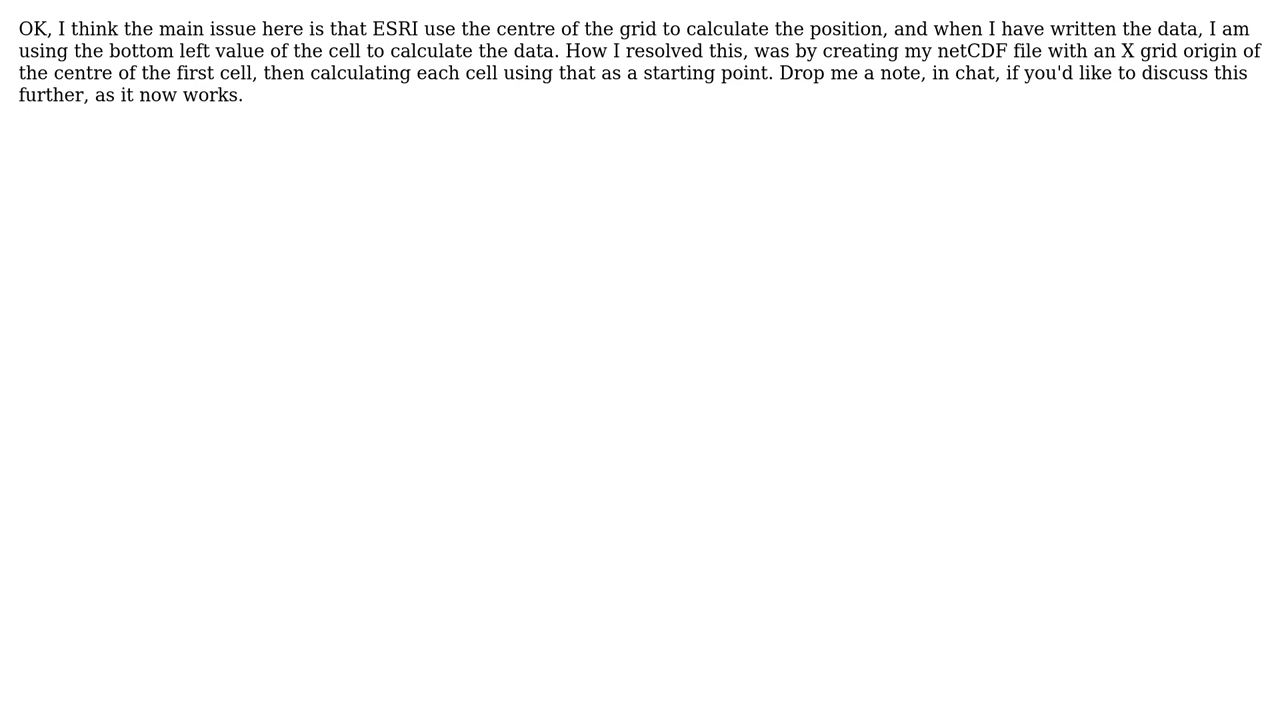 OK, I think the main issue here is that ESRI use the centre of the grid to calculate the position, and when I have written the data, I am
using the bottom left value of the cell to calculate the data. How I resolved this, was by creating my netCDF file with an X grid origin of
the centre of the first cell, then calculating each cell using that as a starting point. Drop me a note, in chat, if you'd like to discuss this
further, as it now works.